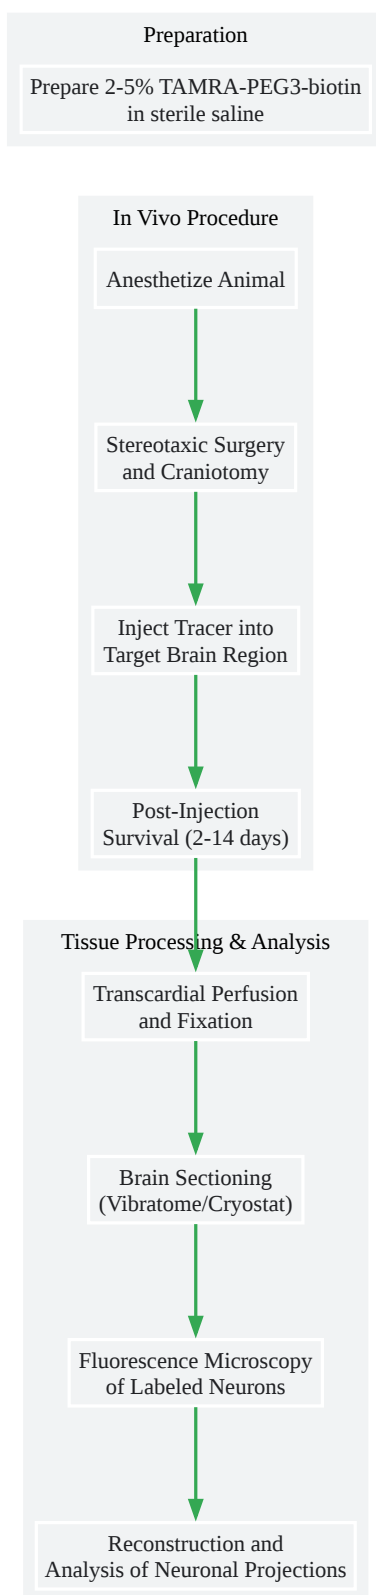 Preparation
Prepare 2-5% TAMRA-PEG3-biotin
in sterile saline
In Vivo Procedure
Anesthetize Animal
Stereotaxic Surgery
and Craniotomy
Inject Tracer into
Target Brain Region
Post-Injection
Survival (2-14 days)
Tissue Processing & Analysis
Transcardial Perfusion
and Fixation
Brain Sectioning
(Vibratome/Cryostat)
Fluorescence Microscopy
of Labeled Neurons
Reconstruction and
Analysis of Neuronal Projections